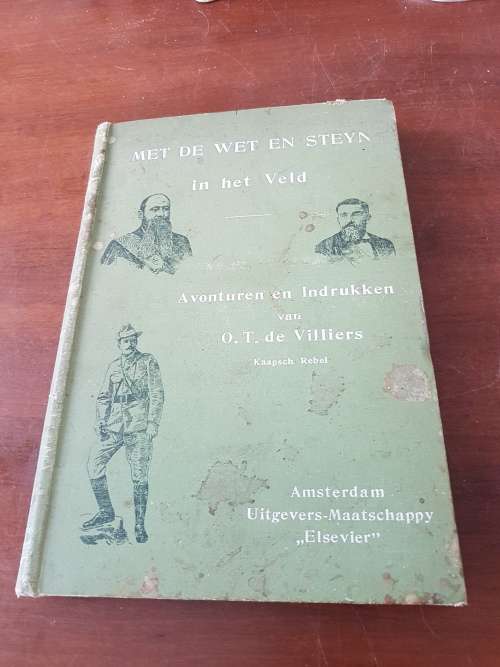 MET DE WET EN STEYN
in het Veld
Avonturen en Indrukken
van
O. T. de Villiers
Kaapsch Rebel
Amsterdam
Uitgevers-Maatschappy
„Elsevier”